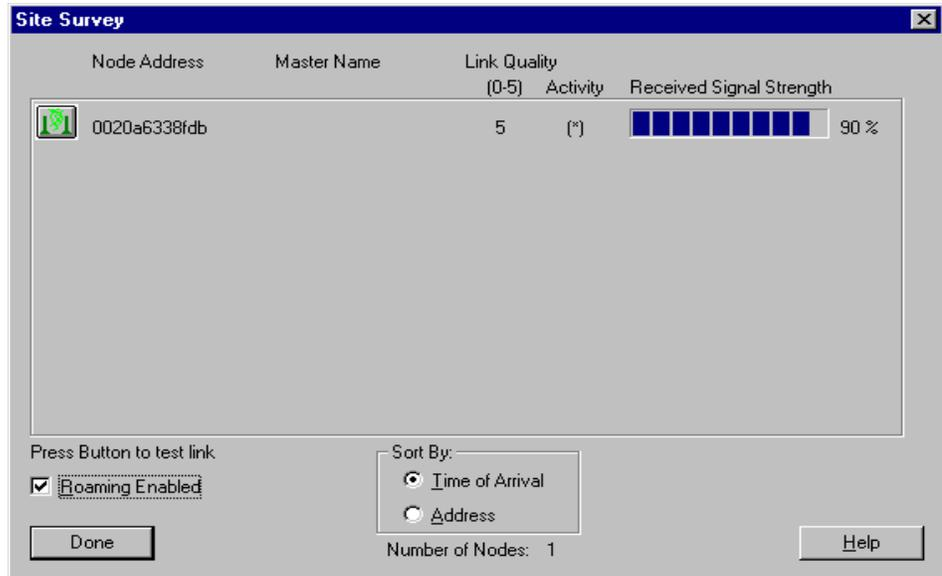 Site Survey
Node Address Master Name Link Quality
(0-5) Activity Received Signal Strength
0020a6338fdb 5 (*) 90 %
Press Button to test link
Sort By:
Roaming Enabled
Time of Arrival
Address
Done
Number of Nodes: 1
Help